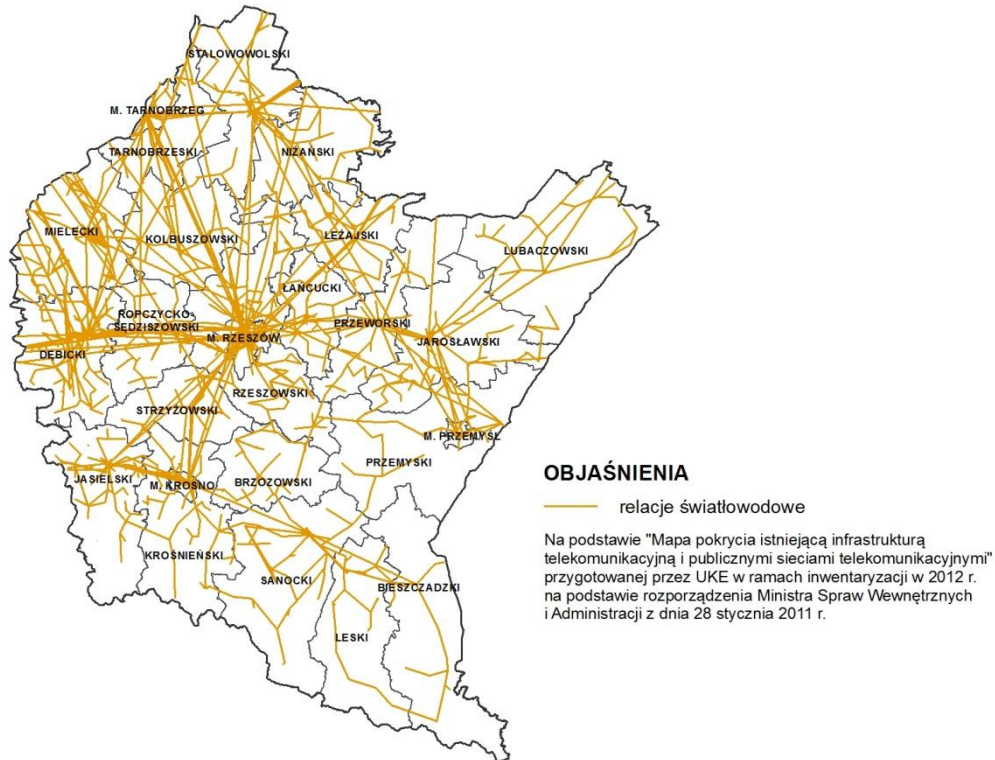 STALOWOWOLSKI
M. TARNOBRZEG
TARNOBRZESKI
NIŻAŃSKI
MIELECKI
KOLBUSZOWSKI
LEŻAJSKI
LUBACZOWSKI
ŁAŃCUCKI
ROPCZYCKO-
SĘDZISZOWSKI
PRZEWORSKI
M. RZESZÓW
JAROSŁAWSKI
DĘBICKI
RZESZOWSKI
STRZYŻOWSKI
M. PRZEMYŚL
PRZEMYSKI
JASIELSKI
M. KROSNO
BRZOZOWSKI
KROŚNIEŃSKI
SANOCKI
BIESZCZADZKI
LESKI
OBJAŚNIENIA
relacje światłowodowe
Na podstawie "Mapa pokrycia istniejącą infrastrukturą
telekomunikacyjną i publicznymi sieciami telekomunikacyjnymi"
przygotowanej przez UKE w ramach inwentaryzacji w 2012 r.
na podstawie rozporządzenia Ministra Spraw Wewnętrznych
i Administracji z dnia 28 stycznia 2011 r.